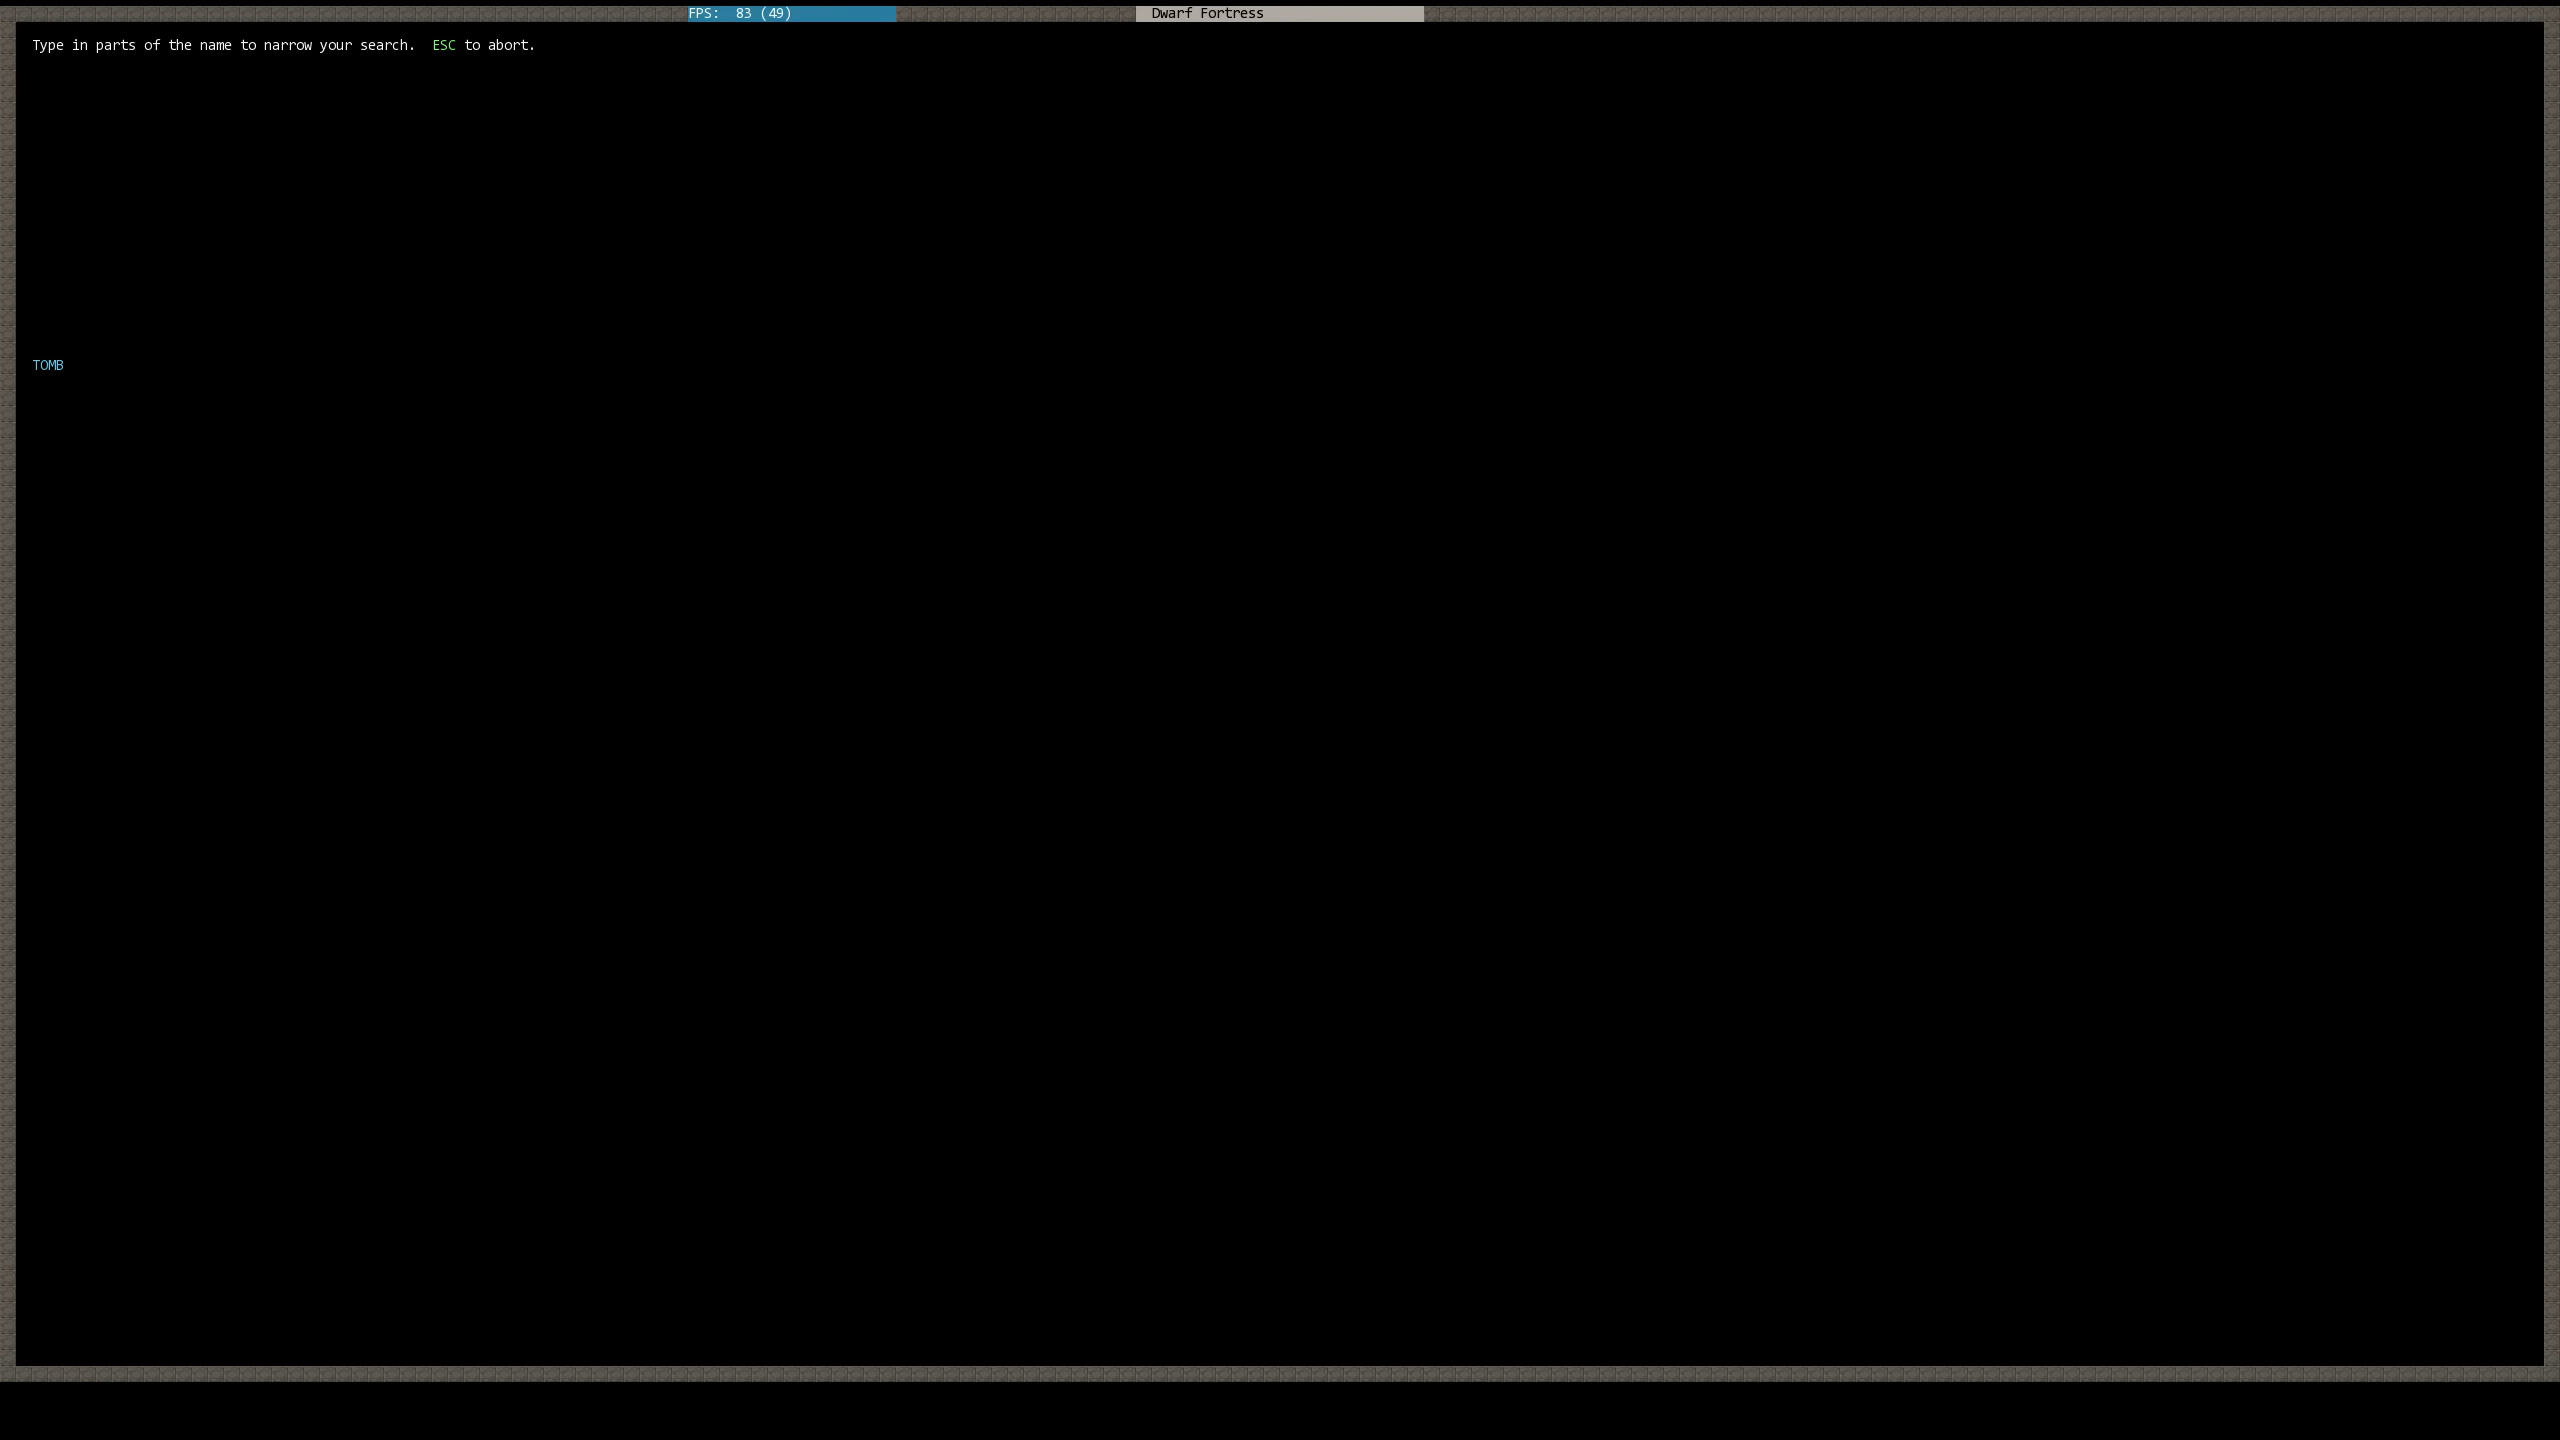 FPS:  83 (49)
Dwarf Fortress
Type in parts of the name to narrow your search.  ESC to abort.
TOMB